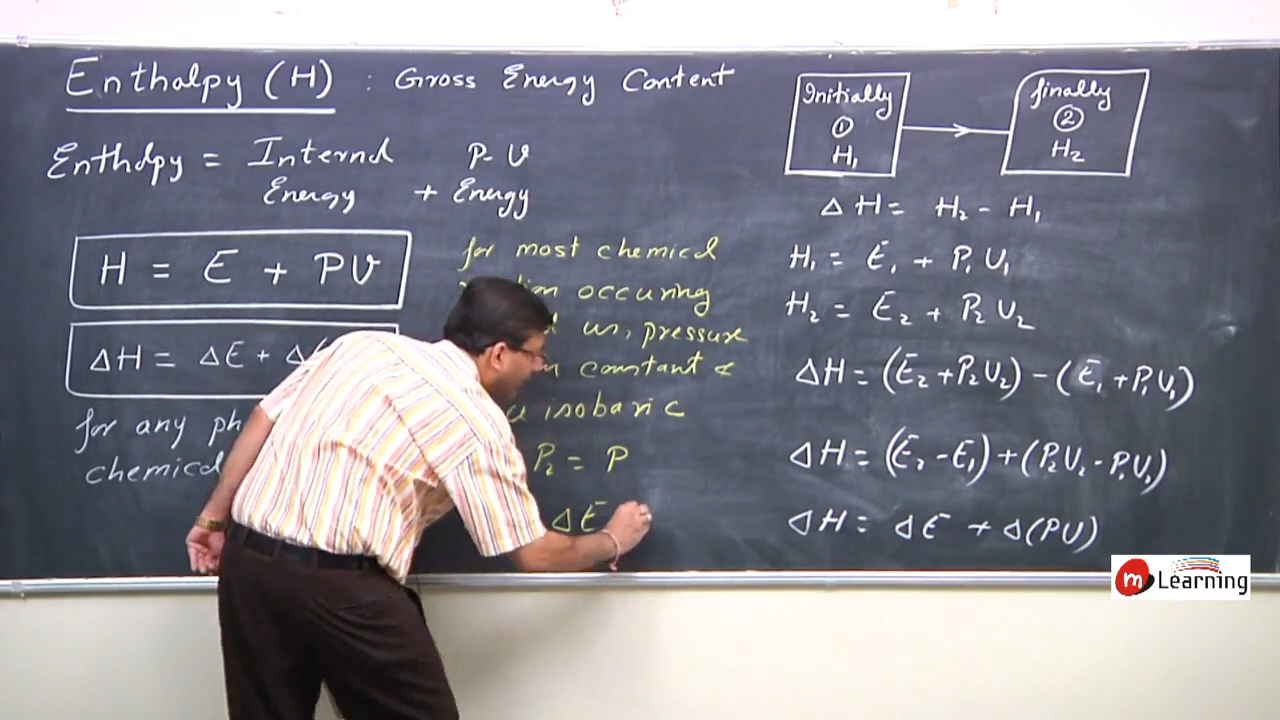 Enthalpy (H) : Gross Energy Content
Enthalpy = Internal P-V
Energy + Energy
H = E + PV
ΔH = ΔE + Δ(
for any ph
chemical
for most chemical
occuring
pressure
constant &
isobaric
P₂ = P
ΔE
Initially
①
H₁
finally
②
H₂
ΔH = H₂ - H₁
H₁ = E₁ + P₁V₁
H₂ = E₂ + P₂V₂
ΔH = (E₂ + P₂V₂) - (E₁ + P₁V₁)
ΔH = (E₂ - E₁) + (P₂V₂ - P₁V₁)
ΔH = ΔE + Δ(PV)
m Learning